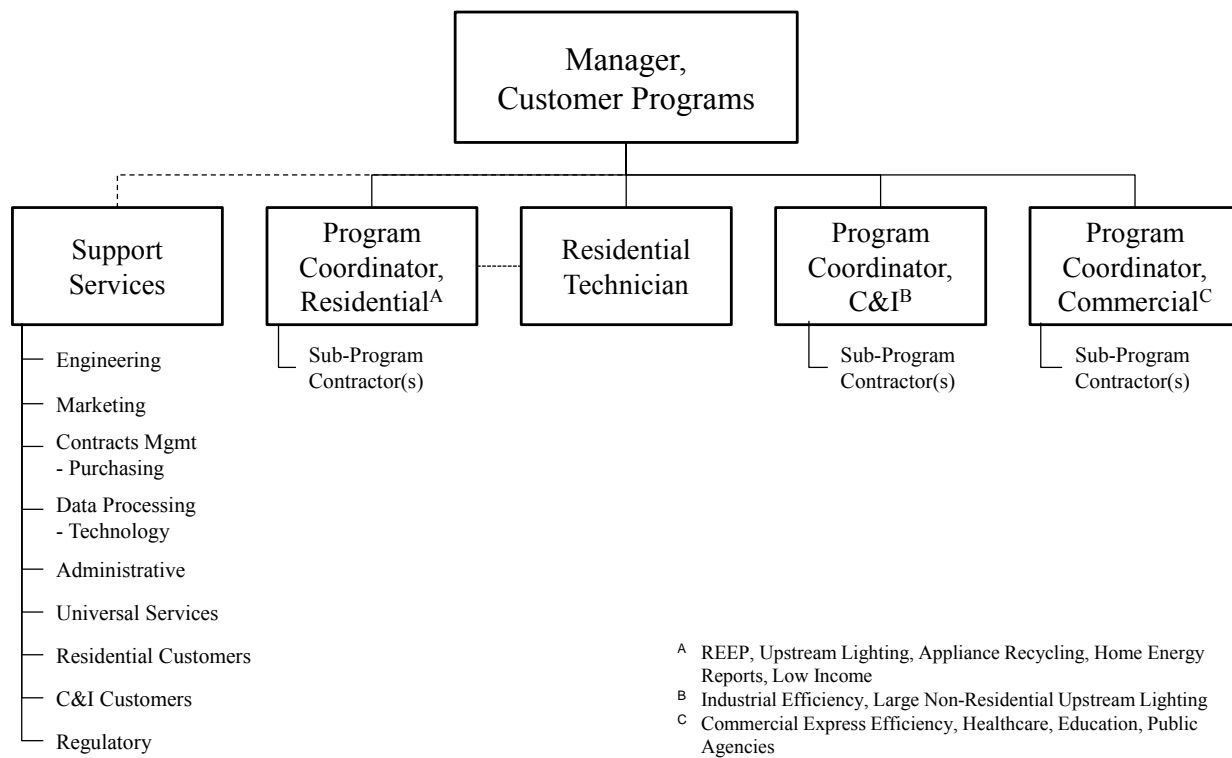 Manager,
Customer Programs
Support
Services
Program
Coordinator,
Residential^A
Residential
Technician
Program
Coordinator,
C&I^B
Program
Coordinator,
Commercial^C
Engineering
Marketing
Contracts Mgmt
- Purchasing
Data Processing
- Technology
Administrative
Universal Services
Residential Customers
C&I Customers
Regulatory
Sub-Program
Contractor(s)
Sub-Program
Contractor(s)
Sub-Program
Contractor(s)
A REEP, Upstream Lighting, Appliance Recycling, Home Energy
Reports, Low Income
B Industrial Efficiency, Large Non-Residential Upstream Lighting
C Commercial Express Efficiency, Healthcare, Education, Public
Agencies